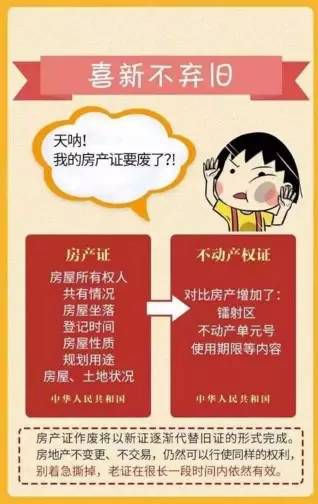 喜新不弃旧
天呐！
我的房产证要废了?!
房产证
房屋所有权人
共有情况
房屋坐落
登记时间
房屋性质
规划用途
房屋、土地状况
中华人民共和国
不动产权证
对比房产增加了：
镭射区
不动产单元号
使用期限等内容
中华人民共和国
房产证作废将以新证逐渐代替旧证的形式完成。
房地产不变更、不交易，仍然可以行使同样的权利，
别着急撕掉，老证在很长一段时间内依然有效。